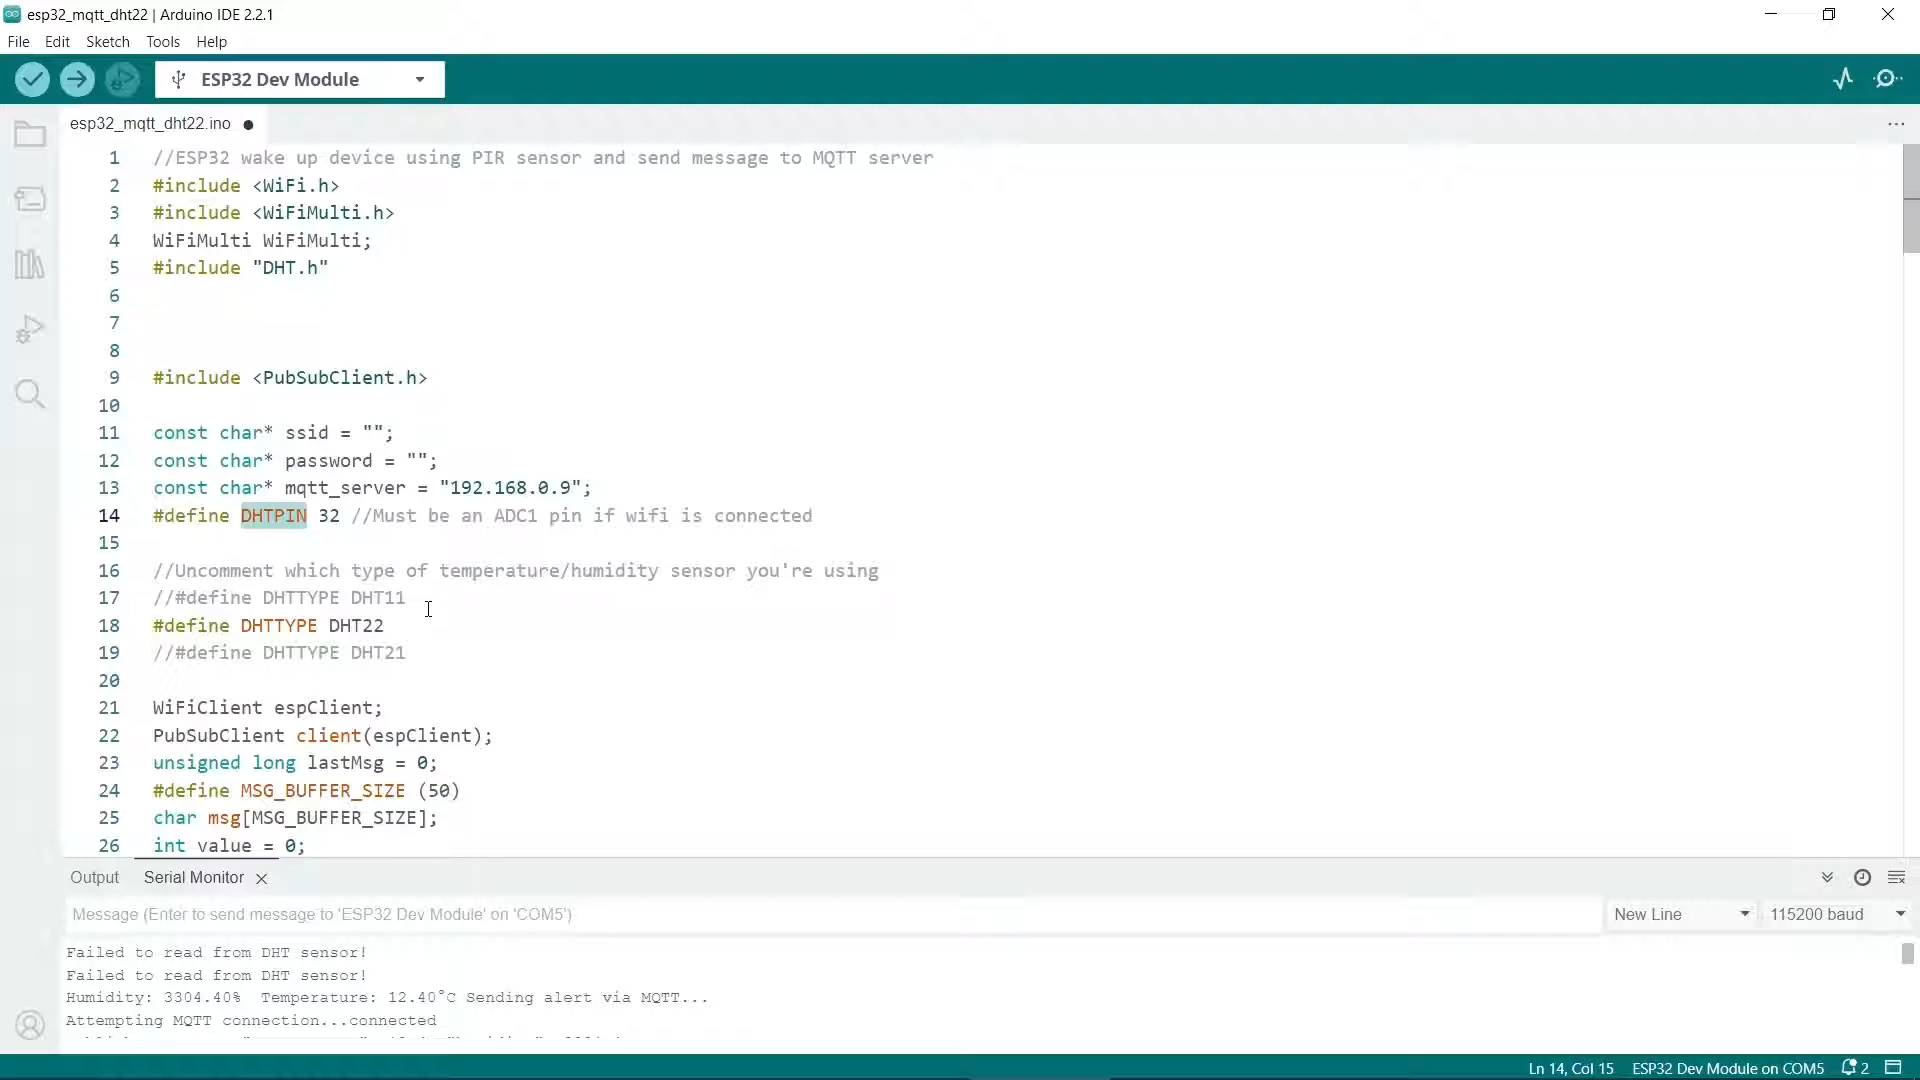 esp32_mqtt_dht22 | Arduino IDE 2.2.1
File Edit Sketch Tools Help
ESP32 Dev Module
esp32_mqtt_dht22.ino
1 //ESP32 wake up device using PIR sensor and send message to MQTT server
2 #include <WiFi.h>
3 #include <WiFiMulti.h>
4 WiFiMulti WiFiMulti;
5 #include "DHT.h"
6
7
8
9 #include <PubSubClient.h>
10
11 const char* ssid = "";
12 const char* password = "";
13 const char* mqtt_server = "192.168.0.9";
14 #define DHTPIN 32 //Must be an ADC1 pin if wifi is connected
15
16 //Uncomment which type of temperature/humidity sensor you're using
17 //#define DHTTYPE DHT11
18 #define DHTTYPE DHT22
19 //#define DHTTYPE DHT21
20
21 WiFiClient espClient;
22 PubSubClient client(espClient);
23 unsigned long lastMsg = 0;
24 #define MSG_BUFFER_SIZE (50)
25 char msg[MSG_BUFFER_SIZE];
26 int value = 0;
Output Serial Monitor
Message (Enter to send message to 'ESP32 Dev Module' on 'COM5') New Line 115200 baud
Failed to read from DHT sensor!
Failed to read from DHT sensor!
Humidity: 3304.40% Temperature: 12.40°C Sending alert via MQTT...
Attempting MQTT connection...connected
Ln 14, Col 15 ESP32 Dev Module on COM5 2